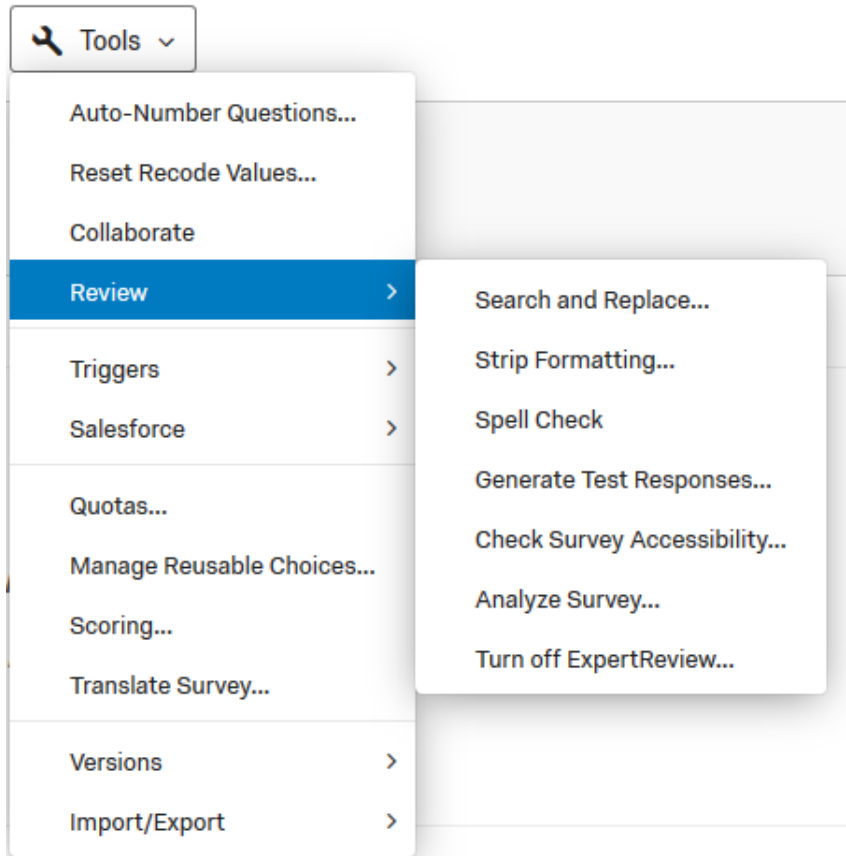 Tools
Auto-Number Questions...
Reset Recode Values...
Collaborate
Review
Search and Replace...
Strip Formatting...
Spell Check
Generate Test Responses...
Check Survey Accessibility...
Analyze Survey...
Turn off ExpertReview...
Triggers
Salesforce
Quotas...
Manage Reusable Choices...
Scoring...
Translate Survey...
Versions
Import/Export